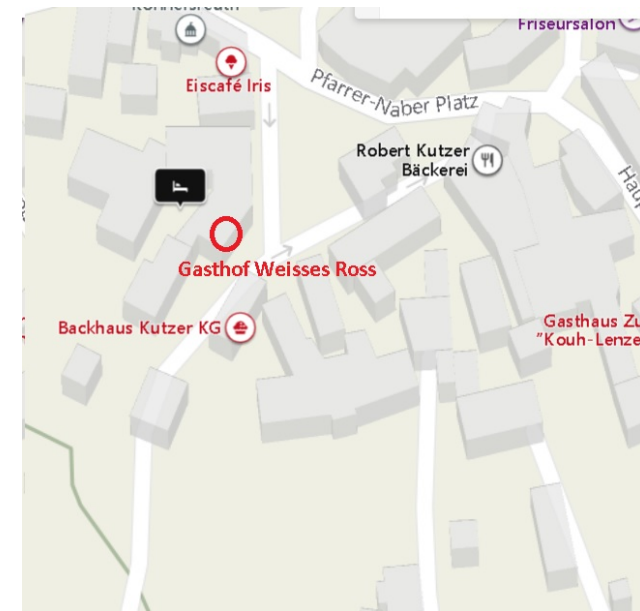 Konnersreuth
Friseursalon
Eiscafé Iris
Pfarrer-Naber Platz
Robert Kutzer
Bäckerei
Gasthof Weisses Ross
Backhaus Kutzer KG
Gasthaus Zu
"Kouh-Lenze